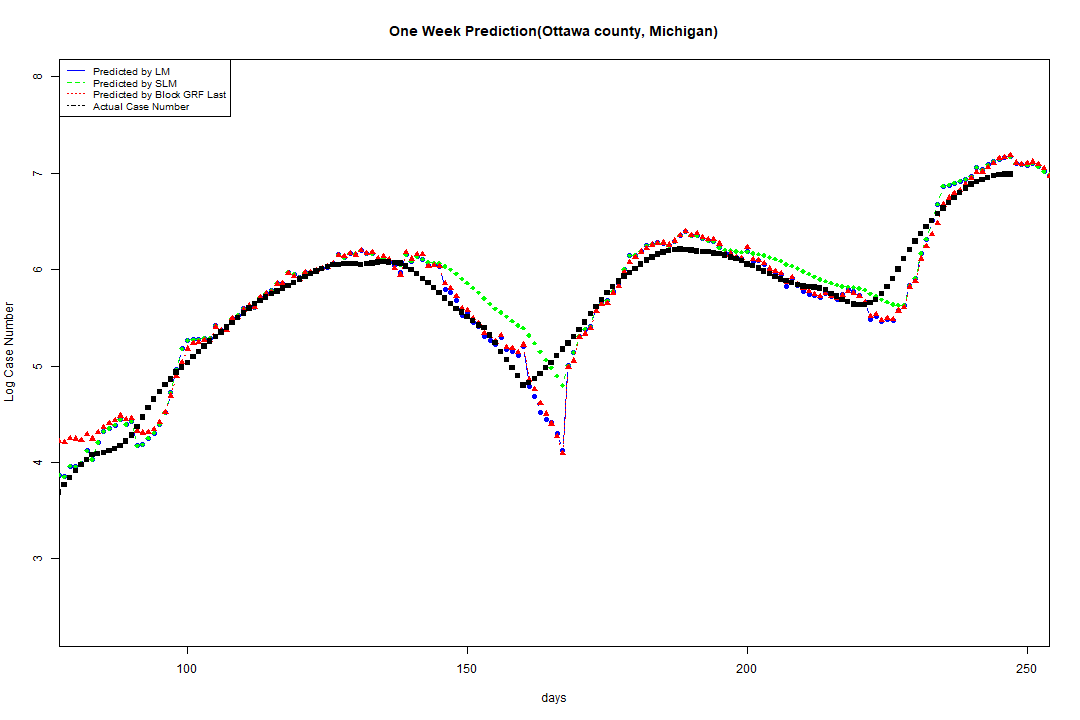 One Week Prediction(Ottawa county, Michigan)
Predicted by LM
Predicted by SLM
Predicted by Block GRF Last
Actual Case Number
8
7
6
5
4
3
Log Case Number
100
150
200
250
days